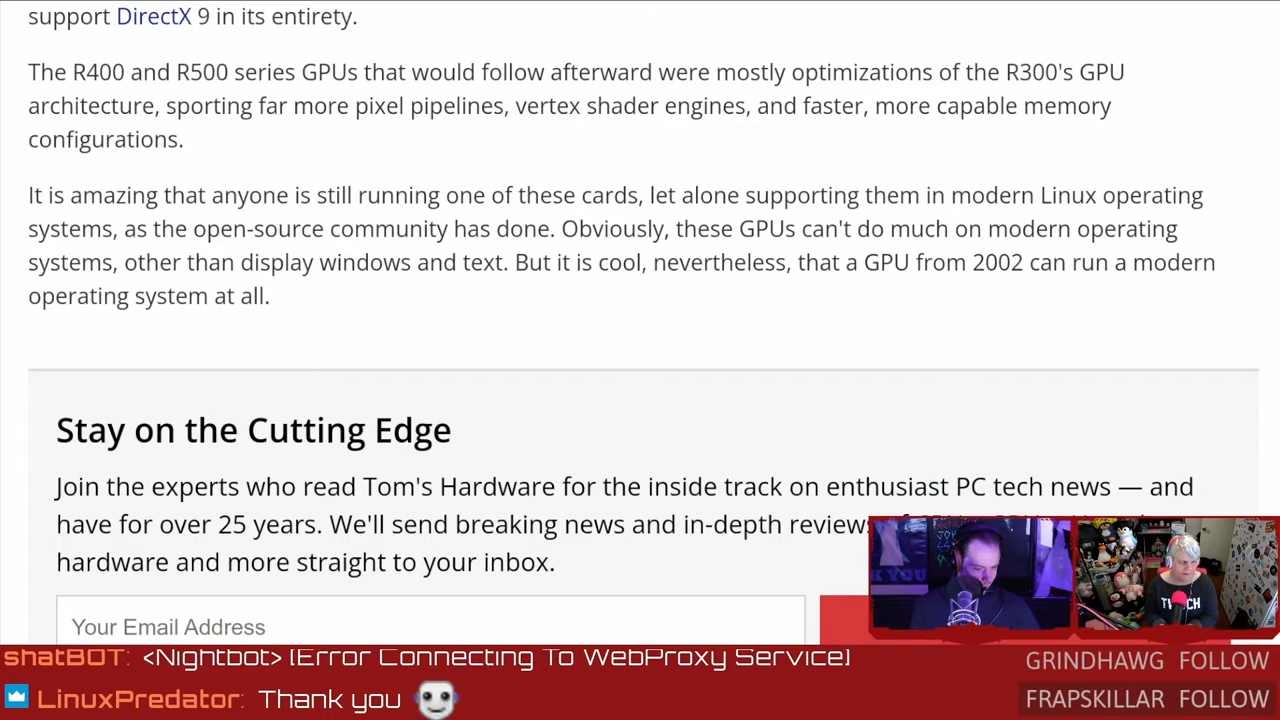 support DirectX 9 in its entirety.
The R400 and R500 series GPUs that would follow afterward were mostly optimizations of the R300's GPU
architecture, sporting far more pixel pipelines, vertex shader engines, and faster, more capable memory
configurations.
It is amazing that anyone is still running one of these cards, let alone supporting them in modern Linux operating
systems, as the open-source community has done. Obviously, these GPUs can't do much on modern operating
systems, other than display windows and text. But it is cool, nevertheless, that a GPU from 2002 can run a modern
operating system at all.
Stay on the Cutting Edge
Join the experts who read Tom's Hardware for the inside track on enthusiast PC tech news — and
have for over 25 years. We'll send breaking news and in-depth reviews
hardware and more straight to your inbox.
Your Email Address
shatBOT: <Nightbot> [Error Connecting To WebProxy Service]
LinuxPredator: Thank you
GRINDHAWG FOLLOW
FRAPSKILLAR FOLLOW